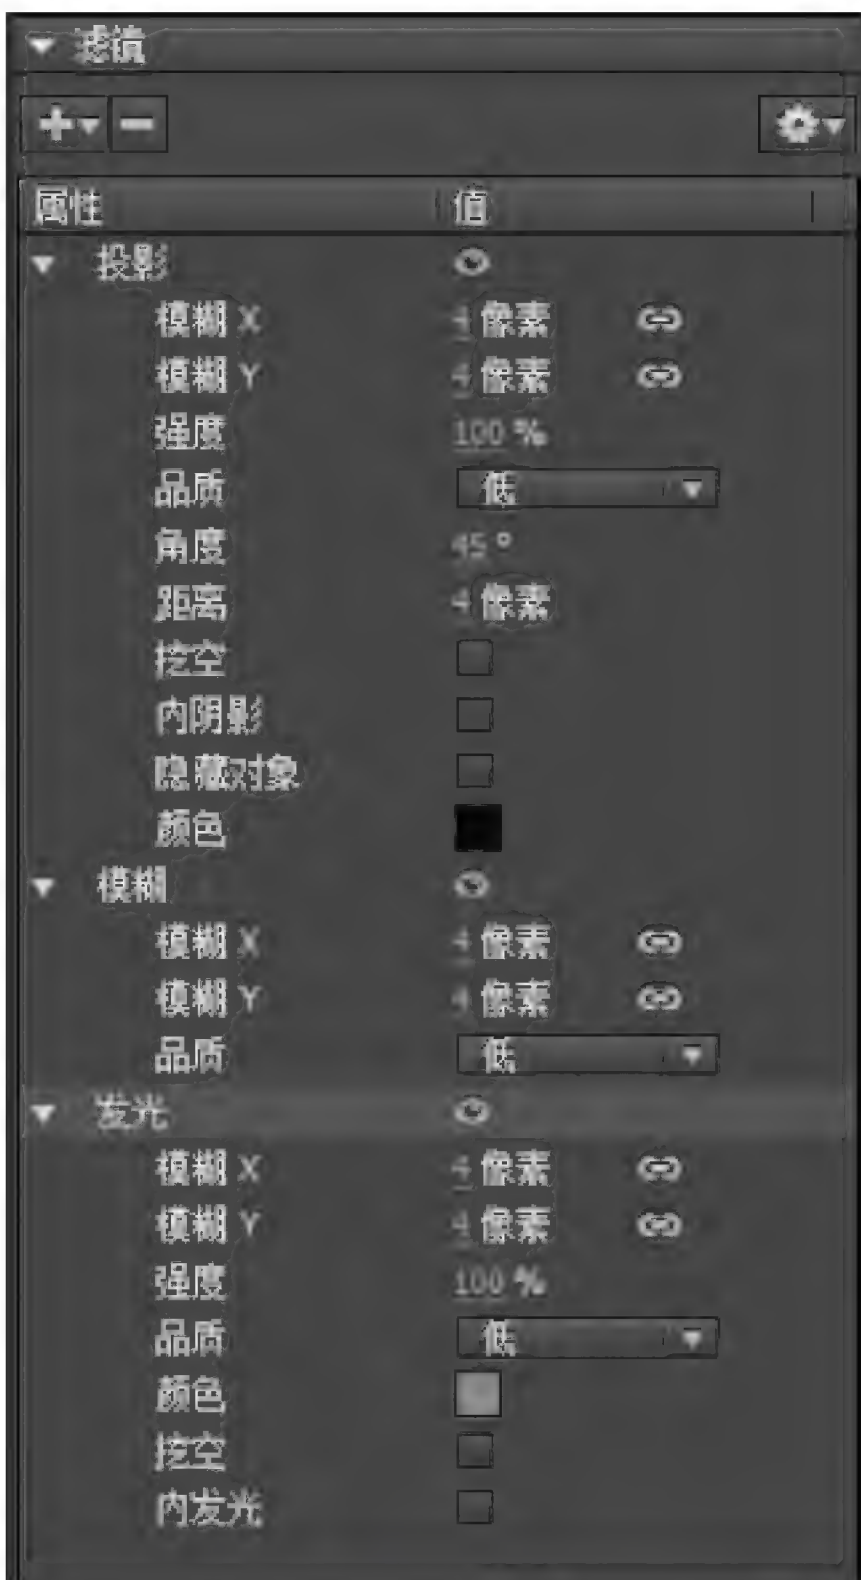 滤镜
属性 值
投影
模糊 X 4 像素
模糊 Y 4 像素
强度 100 %
品质 低
角度 45 °
距离 4 像素
挖空
内阴影
隐藏对象
颜色
模糊
模糊 X 4 像素
模糊 Y 4 像素
品质 低
发光
模糊 X 4 像素
模糊 Y 4 像素
强度 100 %
品质 低
颜色
挖空
内发光